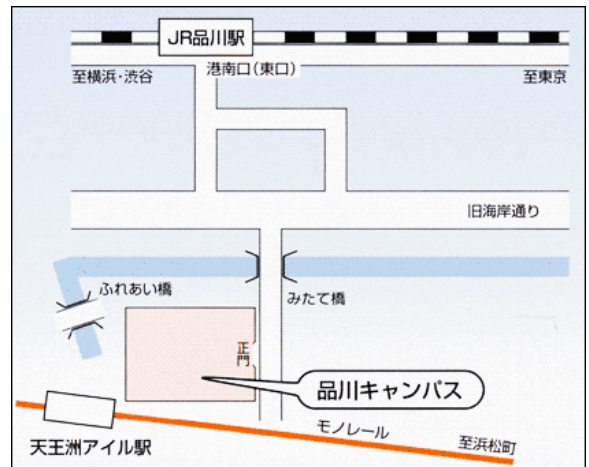 JR品川駅
港南口(東口)
至横浜・渋谷
至東京
旧海岸通り
ふれあい橋
みたて橋
正門
品川キャンパス
天王洲アイル駅
モノレール
至浜松町